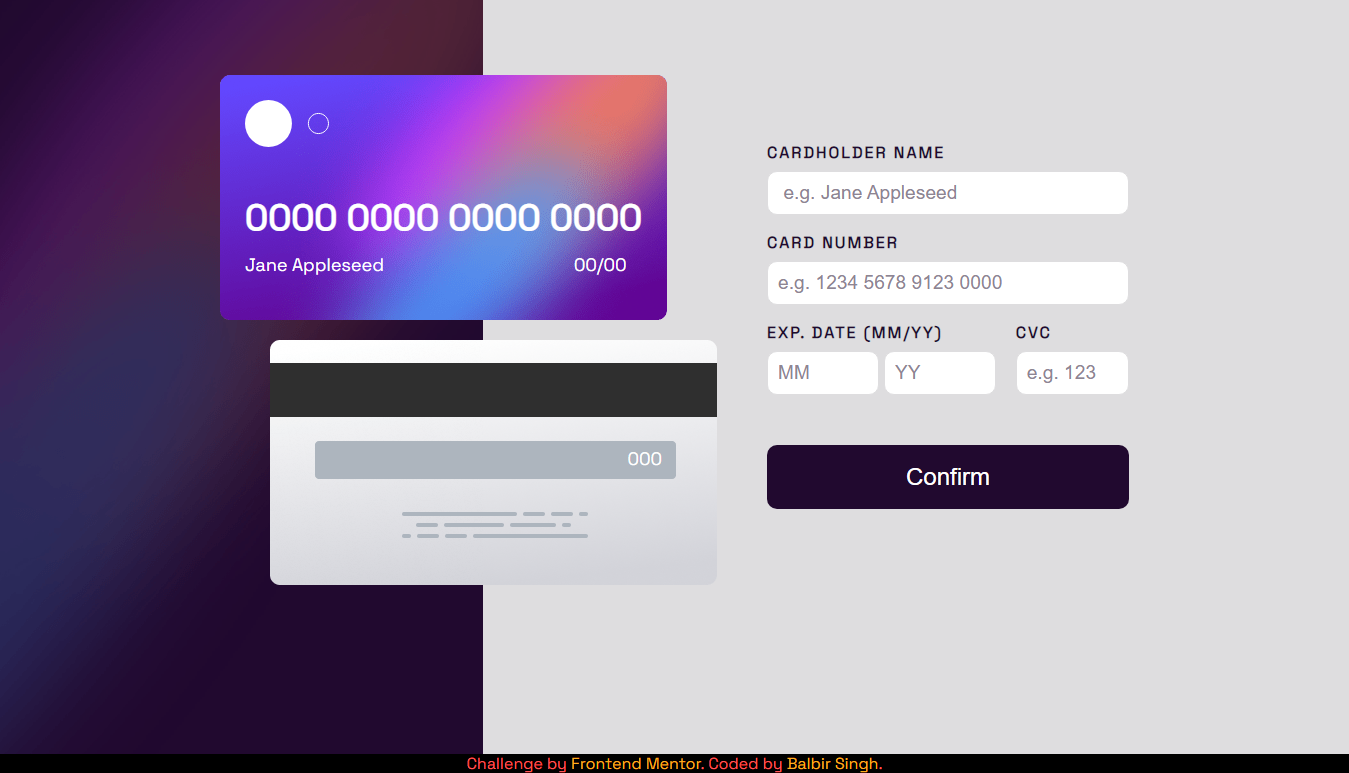 0000 0000 0000 0000
Jane Appleseed 00/00
000
CARDHOLDER NAME
e.g. Jane Appleseed
CARD NUMBER
e.g. 1234 5678 9123 0000
EXP. DATE (MM/YY) CVC
MM YY e.g. 123
Confirm
Challenge by Frontend Mentor. Coded by Balbir Singh.